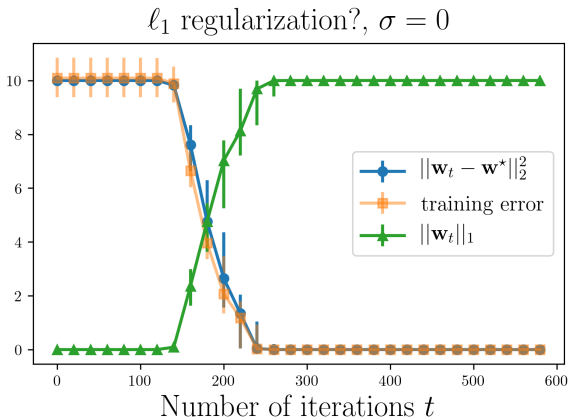 ℓ₁ regularization?, σ = 0
10
8
6
4
2
0
||𝐰ₜ − 𝐰⋆||₂²
training error
||𝐰ₜ||₁
0 100 200 300 400 500 600
Number of iterations t